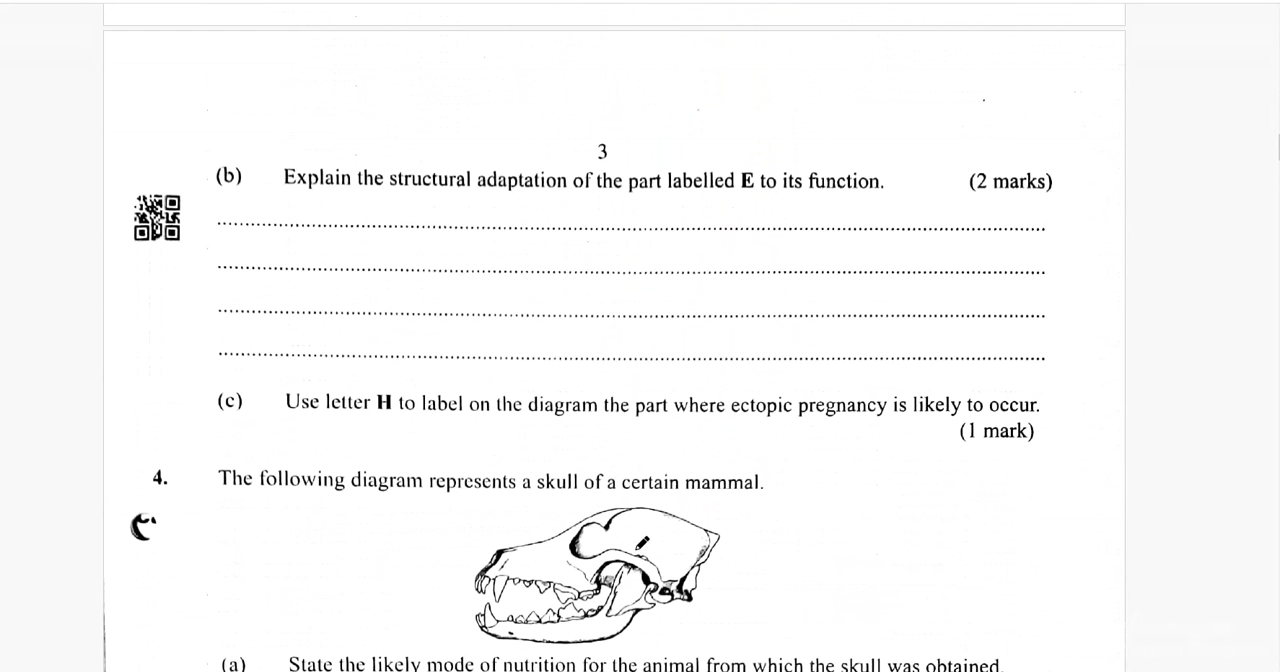 3
(b) Explain the structural adaptation of the part labelled E to its function. (2 marks)
(c) Use letter H to label on the diagram the part where ectopic pregnancy is likely to occur.
(1 mark)
4. The following diagram represents a skull of a certain mammal.
(a) State the likely mode of nutrition for the animal from which the skull was obtained.